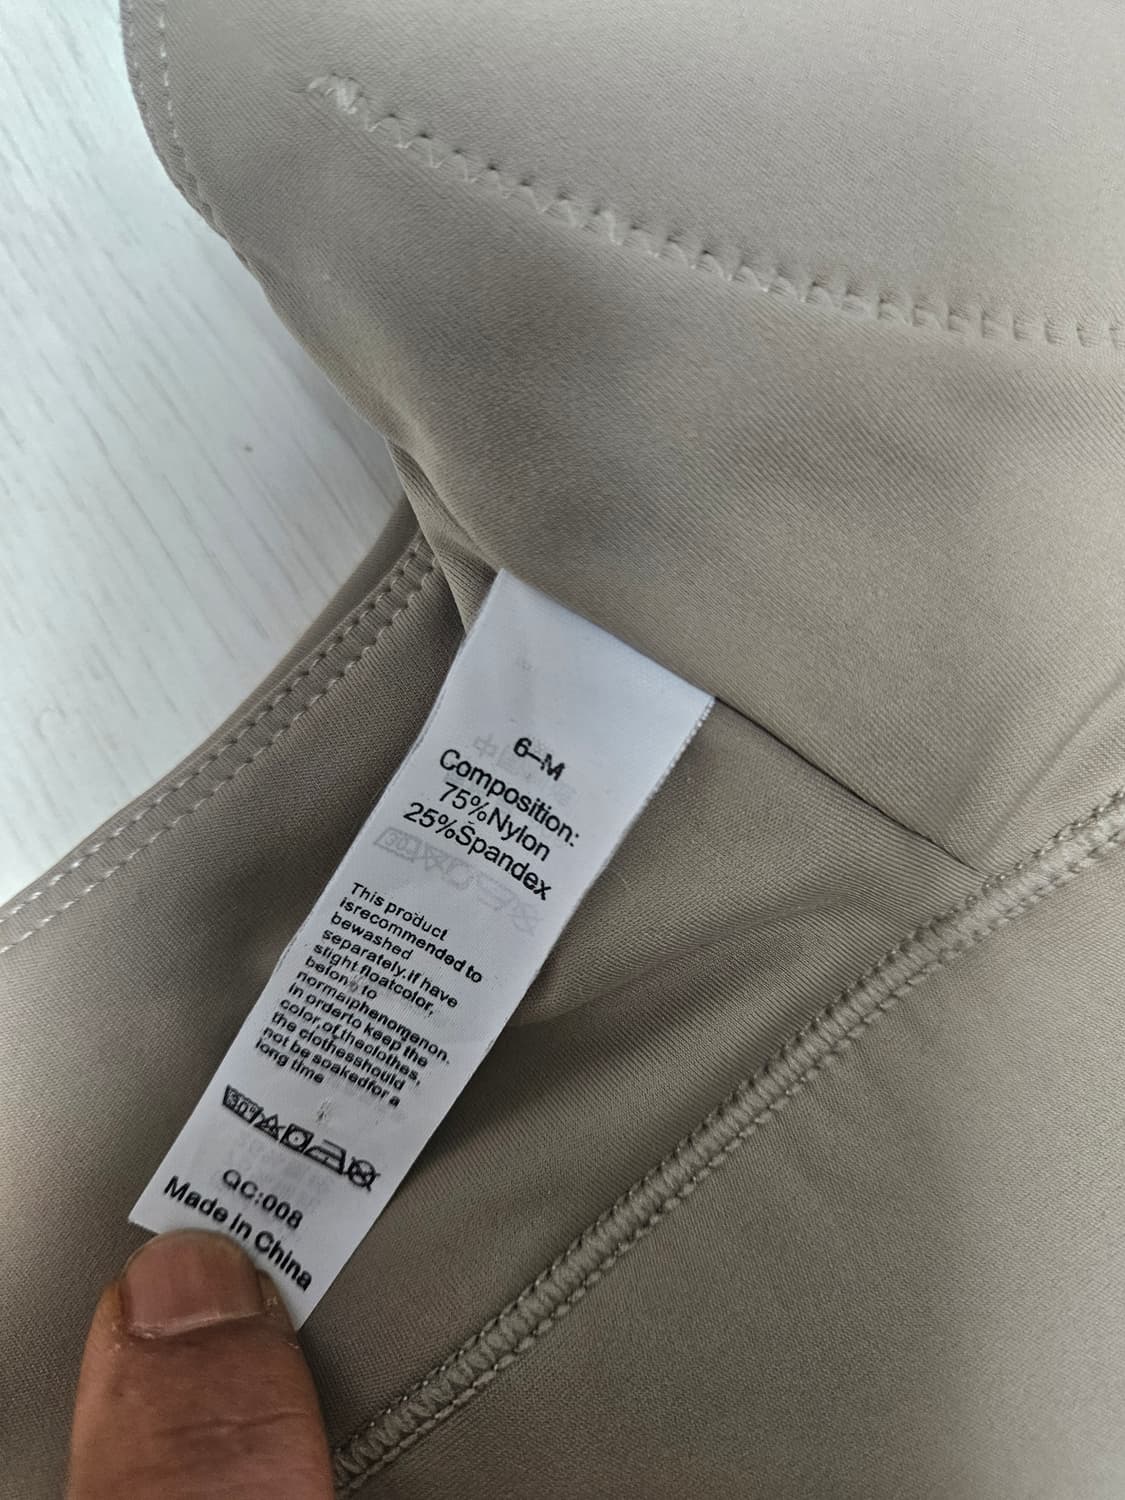 6-M
Composition:
75%Nylon
25%Spandex
This product
isrecommended to
bewashed
separately.if have
slight floatcolor,
belong to
normalphenomenon.
in orderto keep the
color,of,theclothes,
the clothesshould
not be soakedfor a
long time
30°
QC:008
Made in China